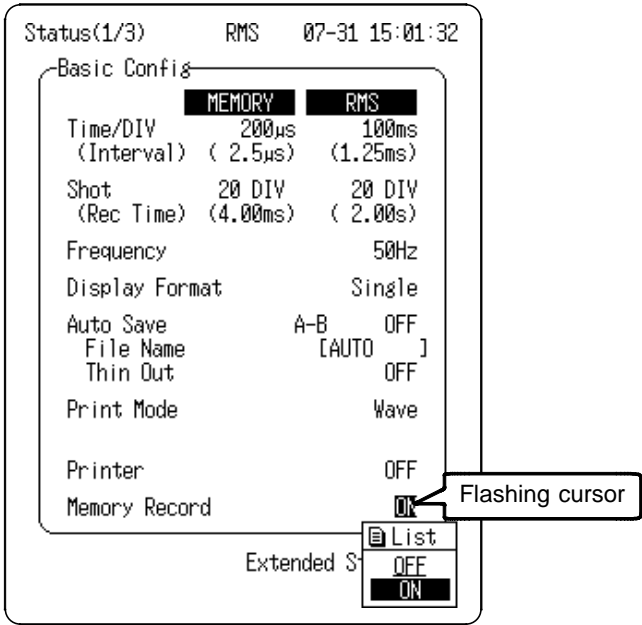 Status(1/3) RMS 07-31 15:01:32
Basic Config
MEMORY RMS
Time/DIV 200µs 100ms
(Interval) ( 2.5µs) (1.25ms)
Shot 20 DIV 20 DIV
(Rec Time) (4.00ms) ( 2.00s)
Frequency 50Hz
Display Format Single
Auto Save A-B OFF
File Name [AUTO ]
Thin Out OFF
Print Mode Wave
Printer OFF
Memory Record ON
Flashing cursor
List
Extended S
OFF
ON